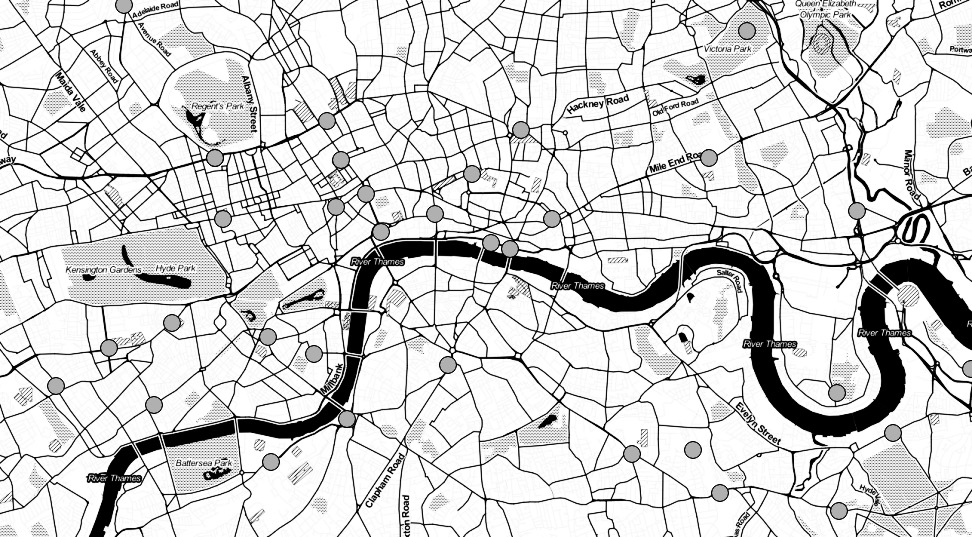 Adelaide Road
Queen Elizabeth
Olympic Park
Avenue Road
Victoria Park
Abbey Road
Maida Vale
Albany Street
Regent's Park
Hackney Road
Old Ford Road
Mile End Road
Manor Road
way
Kensington Gardens
Hyde Park
River Thames
River Thames
Salter Road
River Thames
River Thames
Millbank
Evelyn Street
Battersea Park
River Thames
Clapham Road